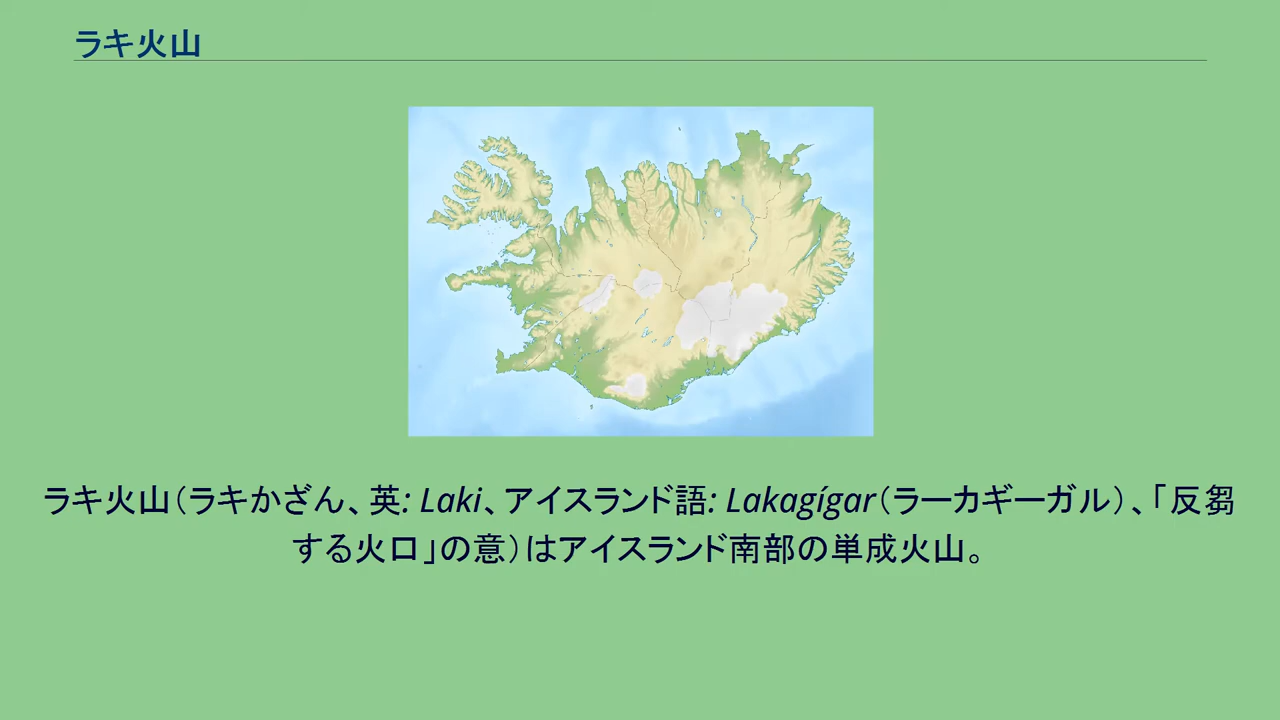 ラキ火山
ラキ火山（ラキかざん、英: Laki、アイスランド語: Lakagígar（ラーカギーガル）、「反芻
する火口」の意）はアイスランド南部の単成火山。